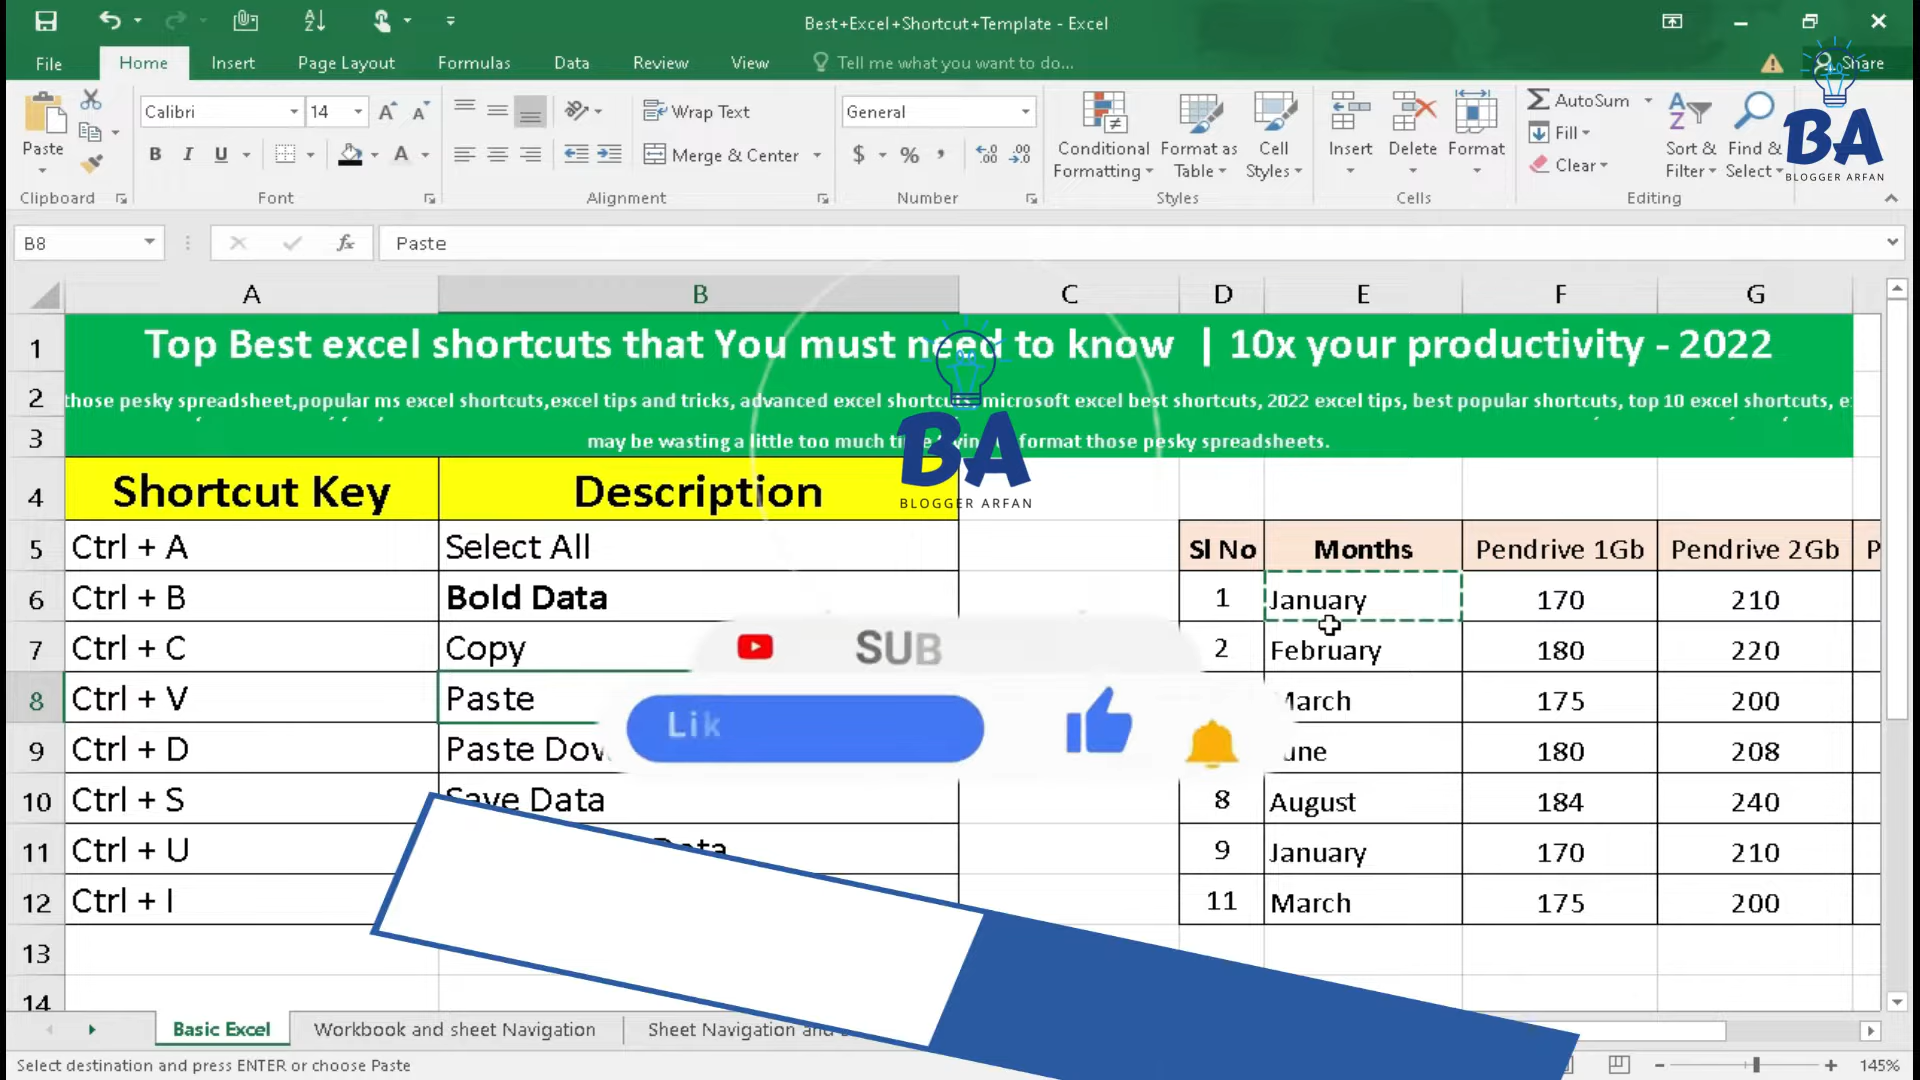 Best+Excel+Shortcut+Template - Excel
File Home Insert Page Layout Formulas Data Review View Tell me what you want to do... Share
Calibri 14 Wrap Text General AutoSum
Paste B I U Merge & Center $ % Conditional Formatting Format as Table Cell Styles Insert Delete Format Fill Clear Sort & Filter Find & Select
Clipboard Font Alignment Number Styles Cells Editing
BA
BLOGGER ARFAN
B8 fx Paste
A B C D E F G
1 Top Best excel shortcuts that You must need to know | 10x your productivity - 2022
2 those pesky spreadsheet,popular ms excel shortcuts,excel tips and tricks, advanced excel shortcuts, microsoft excel best shortcuts, 2022 excel tips, best popular shortcuts, top 10 excel shortcuts, e
3 may be wasting a little too much time format those pesky spreadsheets.
BA
BLOGGER ARFAN
4 Shortcut Key Description
5 Ctrl + A Select All Sl No Months Pendrive 1Gb Pendrive 2Gb P
6 Ctrl + B Bold Data 1 January 170 210
7 Ctrl + C Copy 2 February 180 220
8 Ctrl + V Paste March 175 200
9 Ctrl + D Paste Dow une 180 208
10 Ctrl + S Save Data 8 August 184 240
11 Ctrl + U Data 9 January 170 210
12 Ctrl + I 11 March 175 200
13
14
SUB
Lik
Basic Excel Workbook and sheet Navigation Sheet Navigation and
Select destination and press ENTER or choose Paste 145%